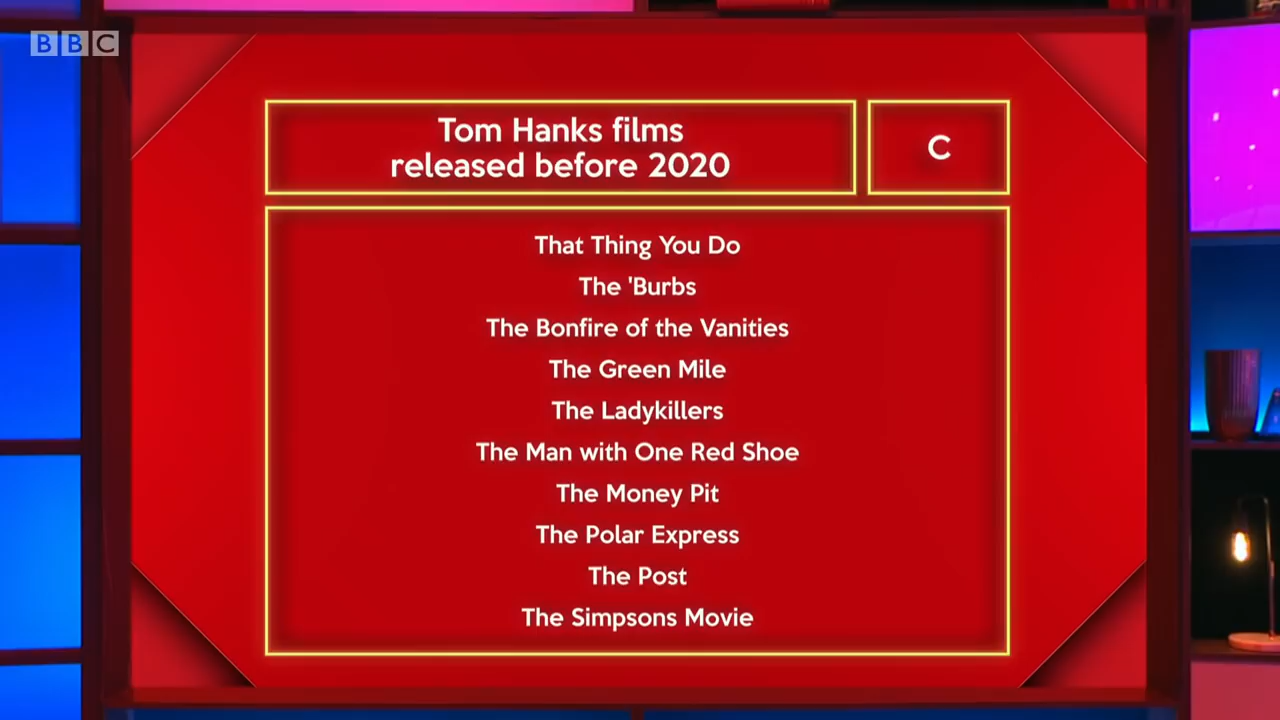 BBC
Tom Hanks films
released before 2020
C
That Thing You Do
The 'Burbs
The Bonfire of the Vanities
The Green Mile
The Ladykillers
The Man with One Red Shoe
The Money Pit
The Polar Express
The Post
The Simpsons Movie